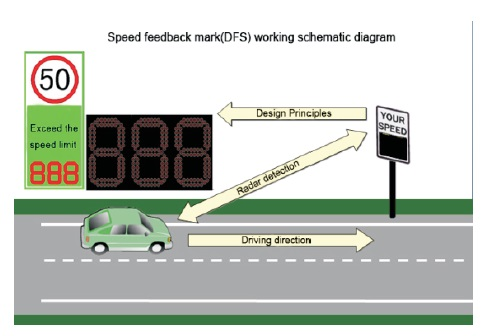 Speed feedback mark(DFS) working schematic diagram
50
Exceed the
speed limit
888
888
Design Principles
YOUR
SPEED
Radar detection
Driving direction